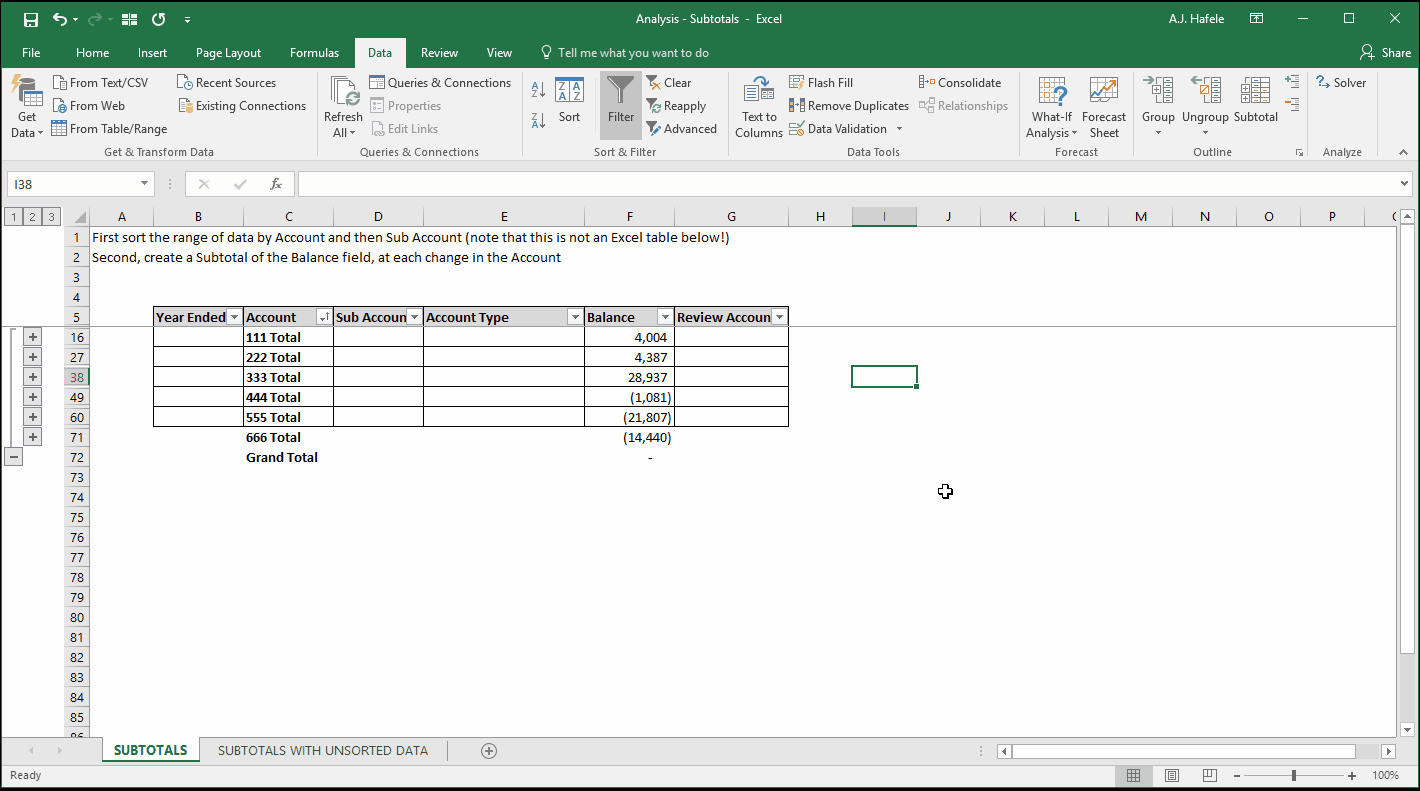 Analysis - Subtotals - Excel
A.J. Hafele
File Home Insert Page Layout Formulas Data Review View Tell me what you want to do Share
Get Data
From Text/CSV
From Web
From Table/Range
Recent Sources
Existing Connections
Get & Transform Data
Refresh All
Queries & Connections
Properties
Edit Links
Queries & Connections
Sort
Filter
Clear
Reapply
Advanced
Sort & Filter
Text to Columns
Flash Fill
Remove Duplicates
Data Validation
Consolidate
Relationships
Data Tools
What-If Analysis
Forecast Sheet
Forecast
Group
Ungroup
Subtotal
Outline
Solver
Analyze
I38
fx
1 2 3
A B C D E F G H I J K L M N O P
1 First sort the range of data by Account and then Sub Account (note that this is not an Excel table below!)
2 Second, create a Subtotal of the Balance field, at each change in the Account
3
4
5 Year Ended Account Sub Accoun Account Type Balance Review Accoun
16 111 Total 4,004
27 222 Total 4,387
38 333 Total 28,937
49 444 Total (1,081)
60 555 Total (21,807)
71 666 Total (14,440)
72 Grand Total -
73
74
75
76
77
78
79
80
81
82
83
84
85
SUBTOTALS SUBTOTALS WITH UNSORTED DATA
Ready
100%